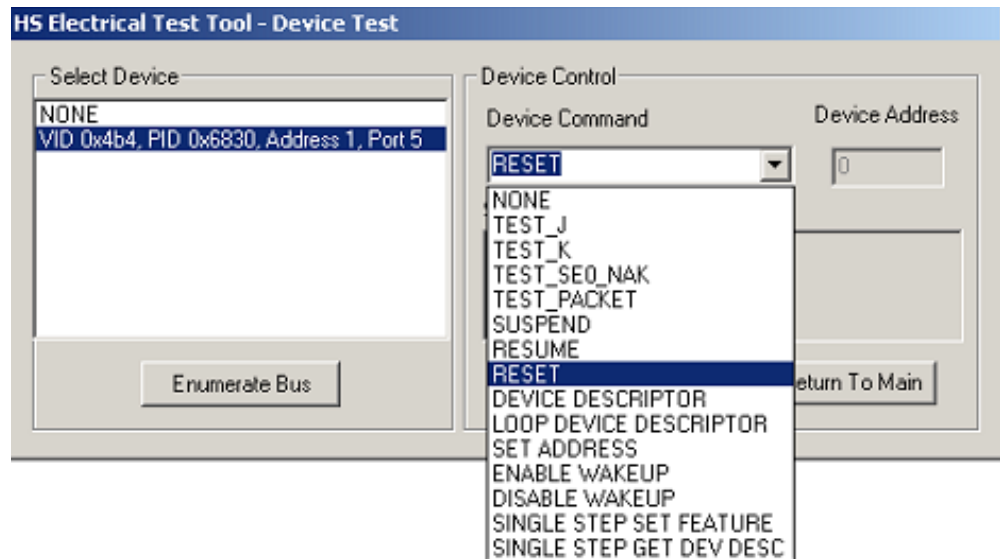 HS Electrical Test Tool - Device Test
Select Device
NONE
VID 0x4b4, PID 0x6830, Address 1, Port 5
Enumerate Bus
Device Control
Device Command
Device Address
RESET
0
NONE
TEST_J
TEST_K
TEST_SE0_NAK
TEST_PACKET
SUSPEND
RESUME
RESET
DEVICE DESCRIPTOR
LOOP DEVICE DESCRIPTOR
SET ADDRESS
ENABLE WAKEUP
DISABLE WAKEUP
SINGLE STEP SET FEATURE
SINGLE STEP GET DEV DESC
eturn To Main